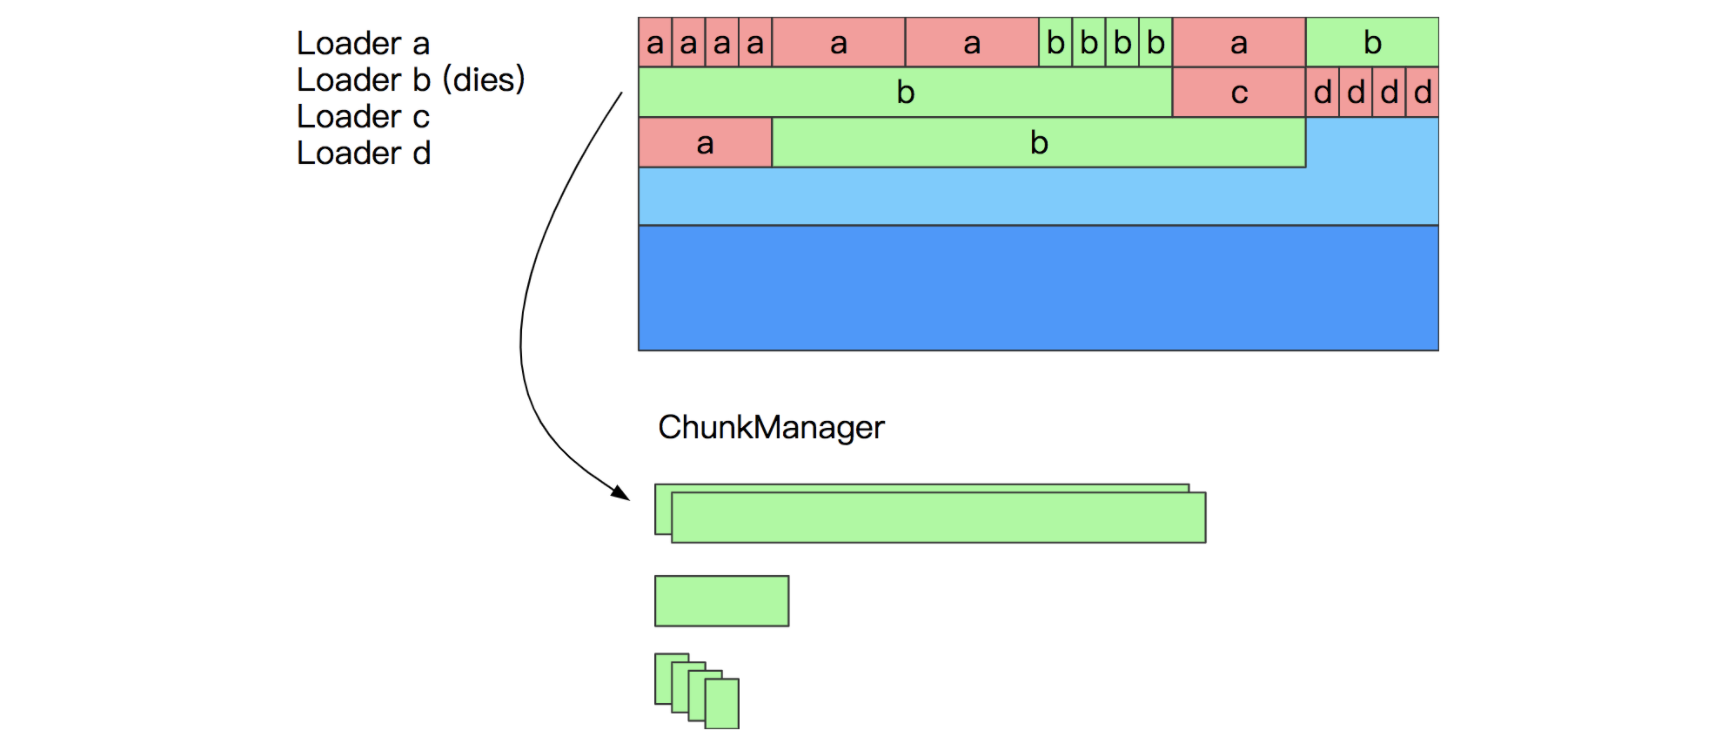 Loader a
Loader b (dies)
Loader c
Loader d
a a a a a a b b b b a b
b c d d d d
a b
ChunkManager